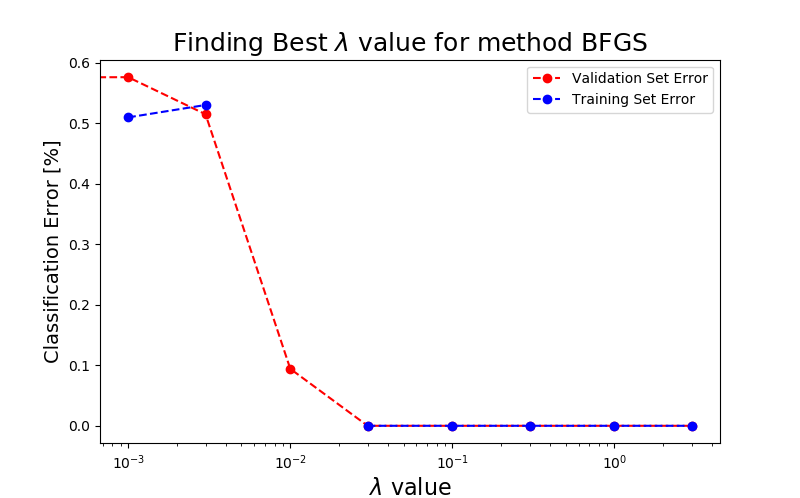 Finding Best λ value for method BFGS
Validation Set Error
Training Set Error
Classification Error [%]
0.6
0.5
0.4
0.3
0.2
0.1
0.0
10⁻³ 10⁻² 10⁻¹ 10⁰
λ value